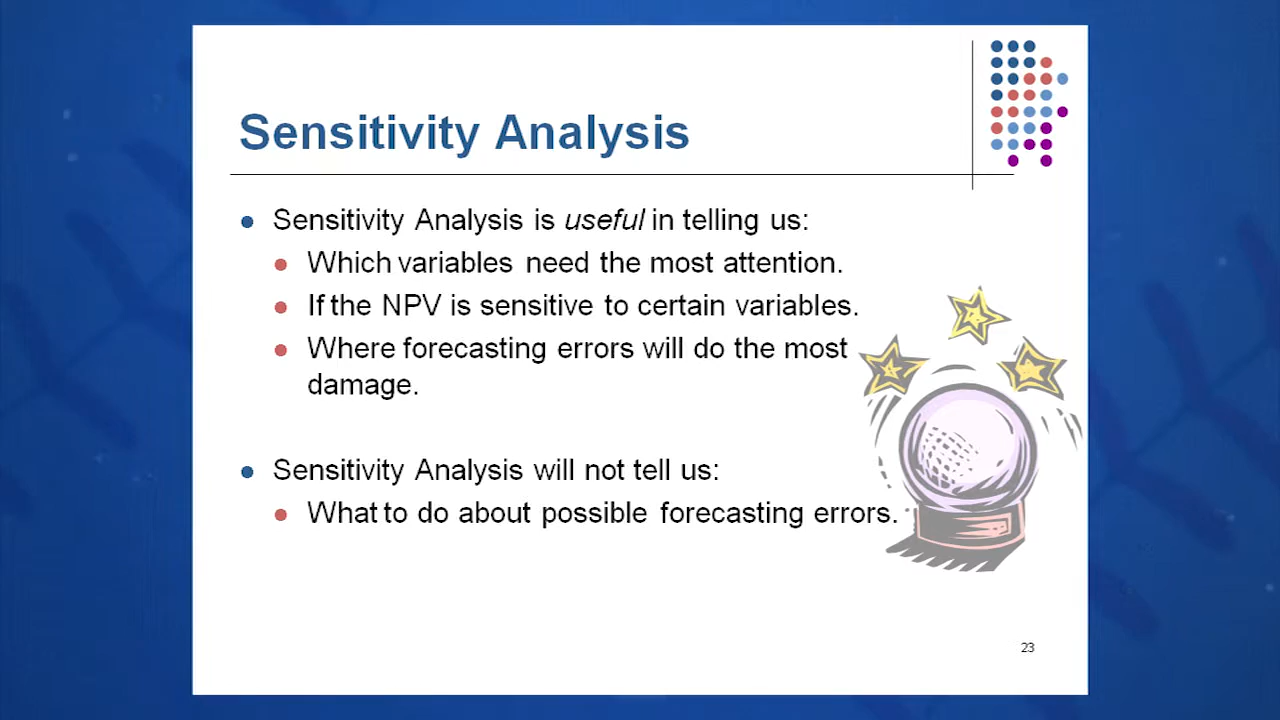 Sensitivity Analysis
Sensitivity Analysis is useful in telling us:
Which variables need the most attention.
If the NPV is sensitive to certain variables.
Where forecasting errors will do the most
damage.
Sensitivity Analysis will not tell us:
What to do about possible forecasting errors.
23